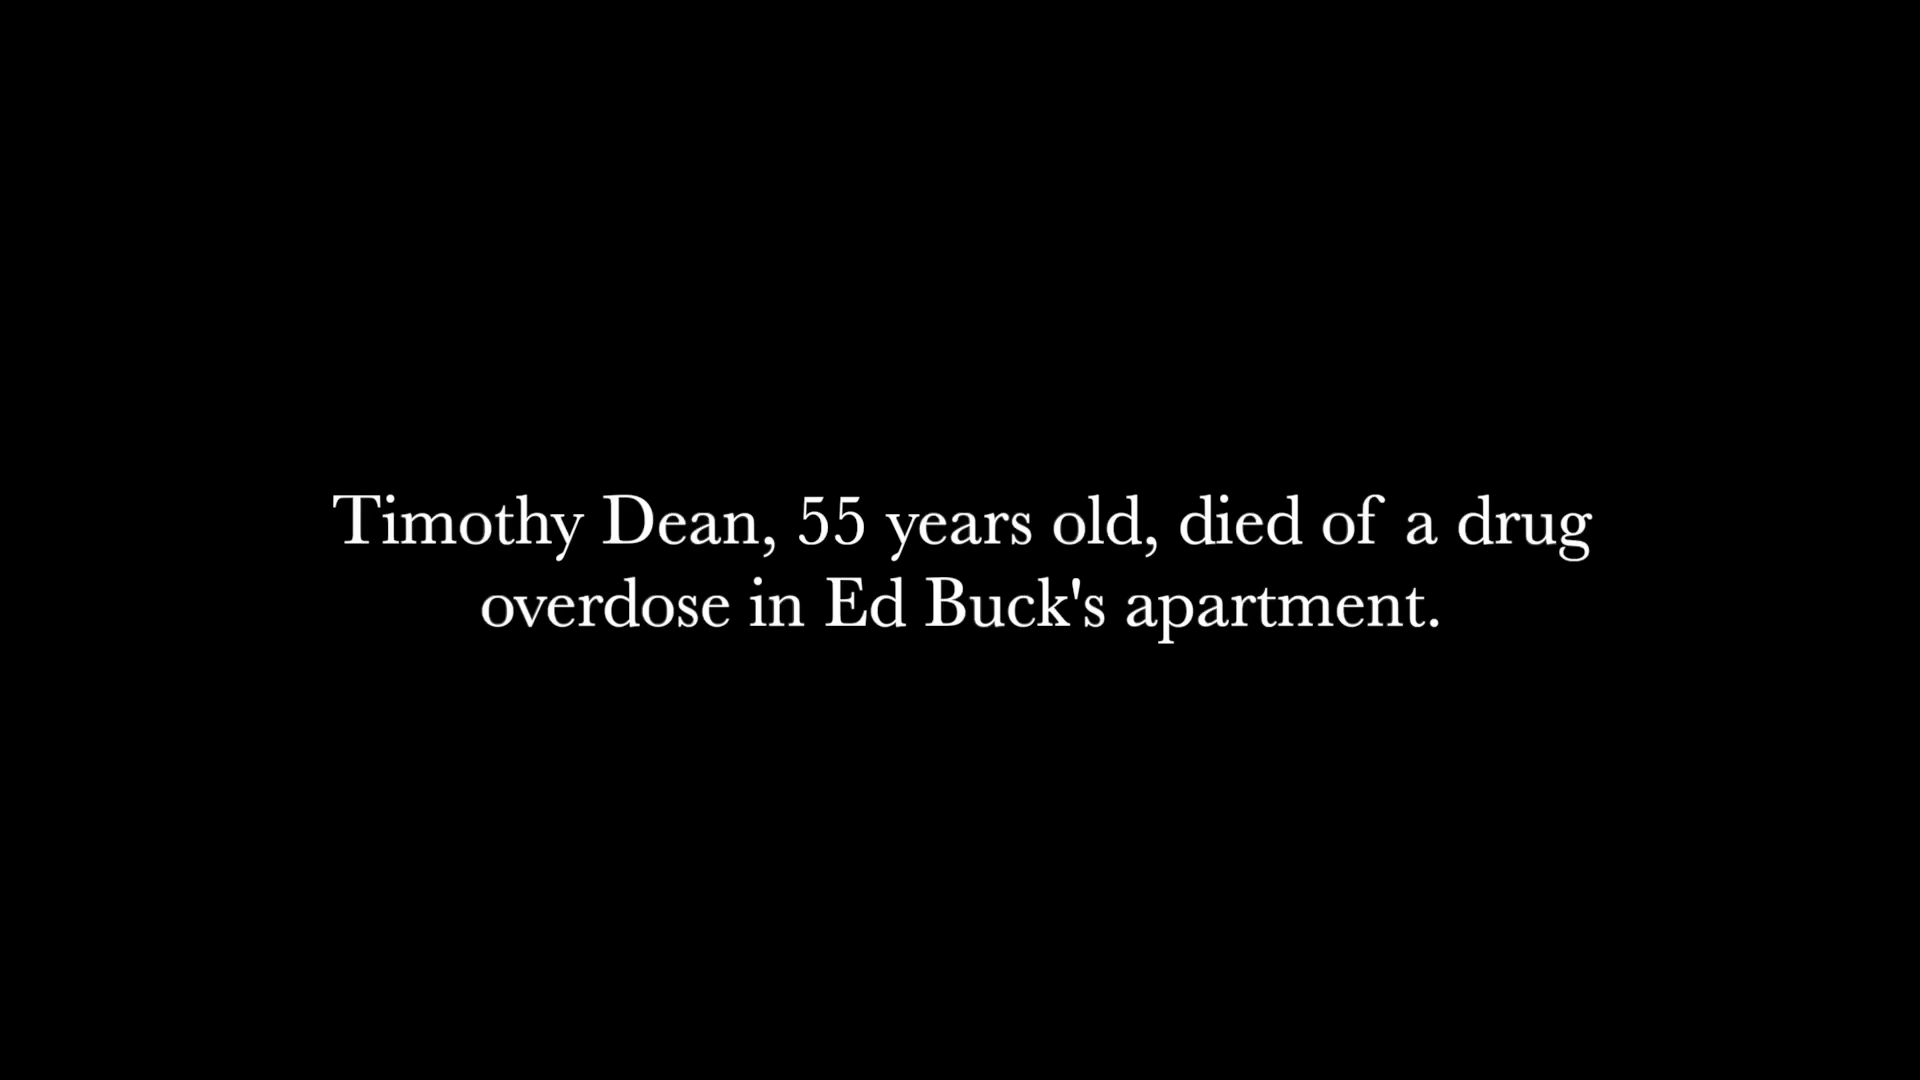 Timothy Dean, 55 years old, died of a drug
overdose in Ed Buck's apartment.